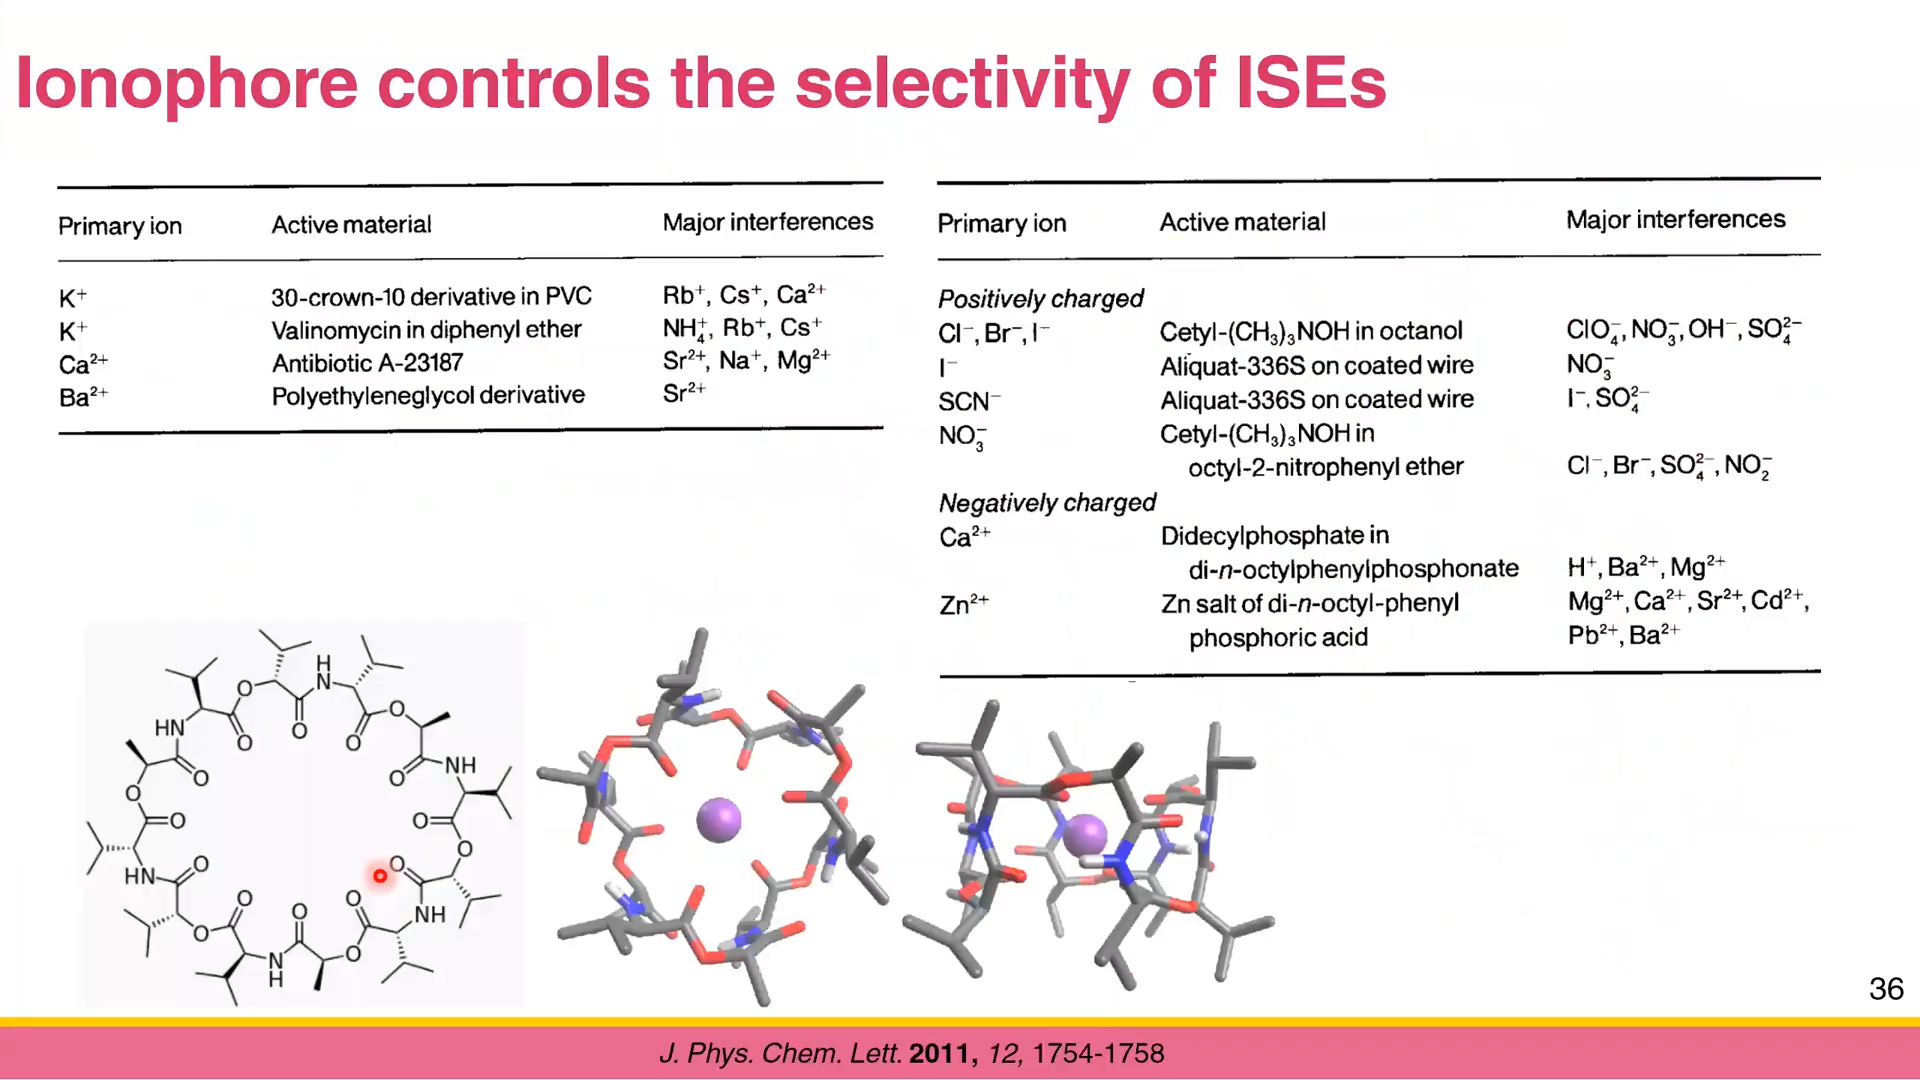 Ionophore controls the selectivity of ISEs
Primary ion Active material Major interferences
K⁺ 30-crown-10 derivative in PVC Rb⁺, Cs⁺, Ca²⁺
K⁺ Valinomycin in diphenyl ether NH₄⁺, Rb⁺, Cs⁺
Ca²⁺ Antibiotic A-23187 Sr²⁺, Na⁺, Mg²⁺
Ba²⁺ Polyethyleneglycol derivative Sr²⁺
Primary ion Active material Major interferences
Positively charged
Cl⁻, Br⁻, I⁻ Cetyl-(CH₃)₃NOH in octanol ClO₄⁻, NO₃⁻, OH⁻, SO₄²⁻
I⁻ Aliquat-336S on coated wire NO₃⁻
SCN⁻ Aliquat-336S on coated wire I⁻, SO₄²⁻
NO₃⁻ Cetyl-(CH₃)₃NOH in
octyl-2-nitrophenyl ether Cl⁻, Br⁻, SO₄²⁻, NO₂⁻
Negatively charged
Ca²⁺ Didecylphosphate in
di-n-octylphenylphosphonate H⁺, Ba²⁺, Mg²⁺
Zn²⁺ Zn salt of di-n-octyl-phenyl Mg²⁺, Ca²⁺, Sr²⁺, Cd²⁺,
phosphoric acid Pb²⁺, Ba²⁺
H
O N
HN O O O O O
O O NH
O
O O O
O O
HN O O NH
O O O O O
N
H
36
J. Phys. Chem. Lett. 2011, 12, 1754-1758